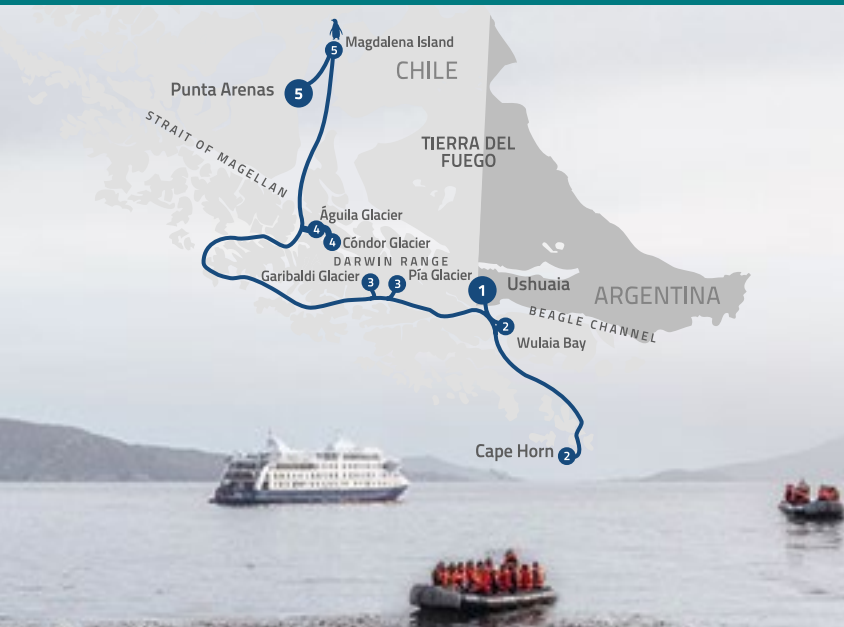 5
Magdalena Island
CHILE
Punta Arenas
5
STRAIT OF MAGELLAN
TIERRA DEL
FUEGO
Águila Glacier
4
4
Cóndor Glacier
DARWIN RANGE
Garibaldi Glacier
3
3
Pía Glacier
1
Ushuaia
ARGENTINA
BEAGLE CHANNEL
2
Wulaia Bay
Cape Horn
2